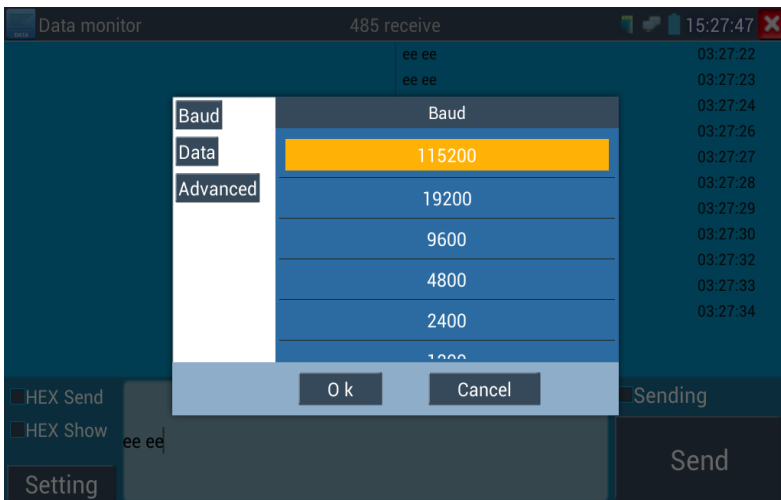 DATA Data monitor 485 receive 15:27:47
ee ee 03:27:22
ee ee 03:27:23
03:27:24
03:27:26
03:27:27
03:27:28
03:27:29
03:27:30
03:27:32
03:27:33
03:27:34
Baud
Data
Advanced
Baud
115200
19200
9600
4800
2400
1200
O k Cancel
HEX Send
HEX Show
Setting
ee ee
Sending
Send